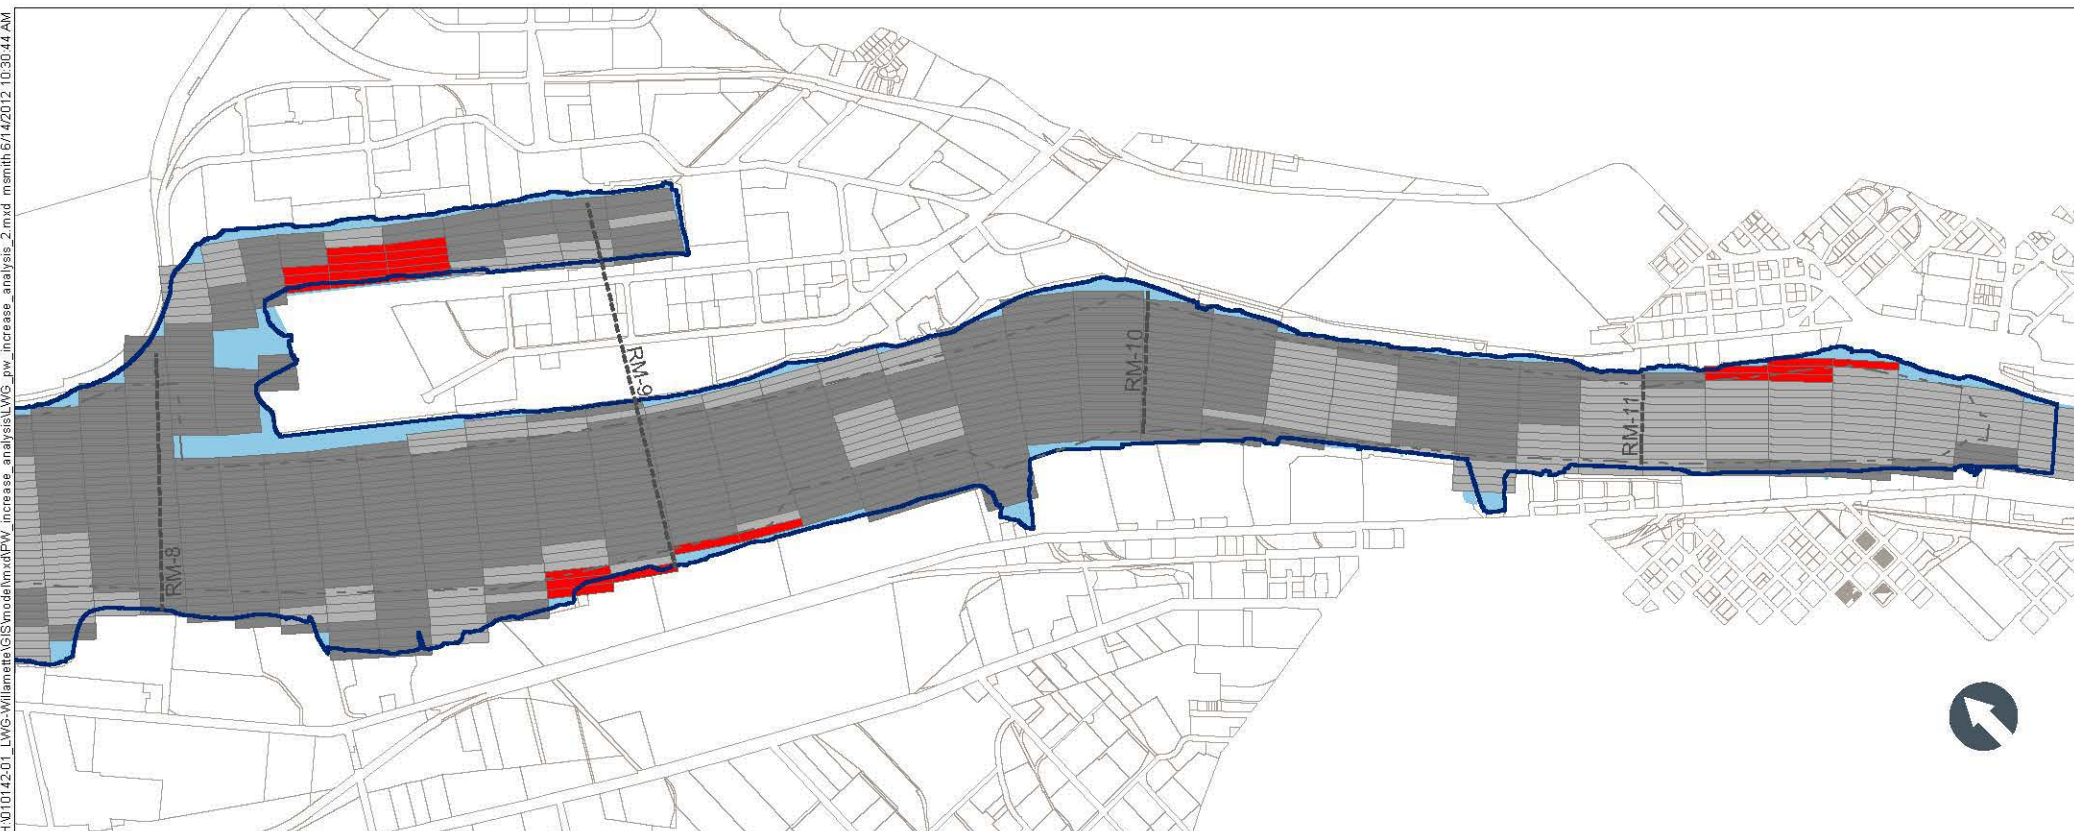 H:\010142-01_LWG-Willamette\GIS\model\mxd\PW_increase_analysis\LWG_pw_increase_analysis_2.mxd msmith 6/14/2012 10:30:44 AM
RM-8
RM-9
RM-10
RM-11